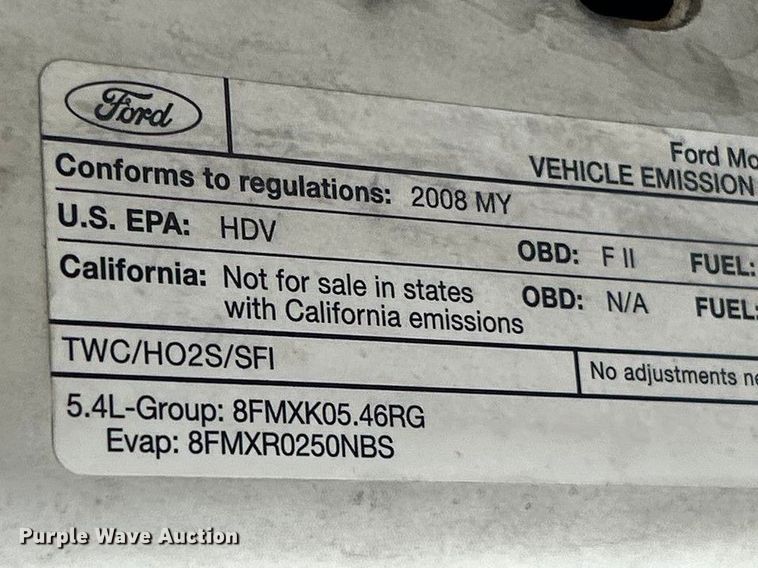 Ford
Ford Mo
VEHICLE EMISSION
Conforms to regulations: 2008 MY
U.S. EPA: HDV OBD: F II FUEL:
California: Not for sale in states with California emissions OBD: N/A FUEL:
TWC/HO2S/SFI
No adjustments ne
5.4L-Group: 8FMXK05.46RG
Evap: 8FMXR0250NBS
Purple Wave Auction